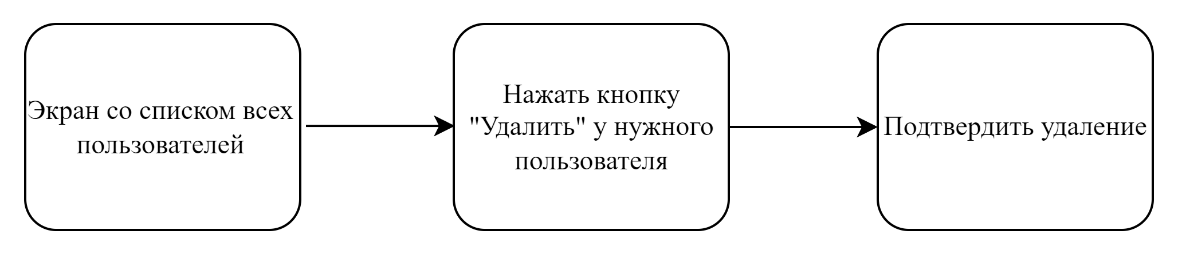 Экран со списком всех
пользователей
Нажать кнопку
"Удалить" у нужного
пользователя
Подтвердить удаление